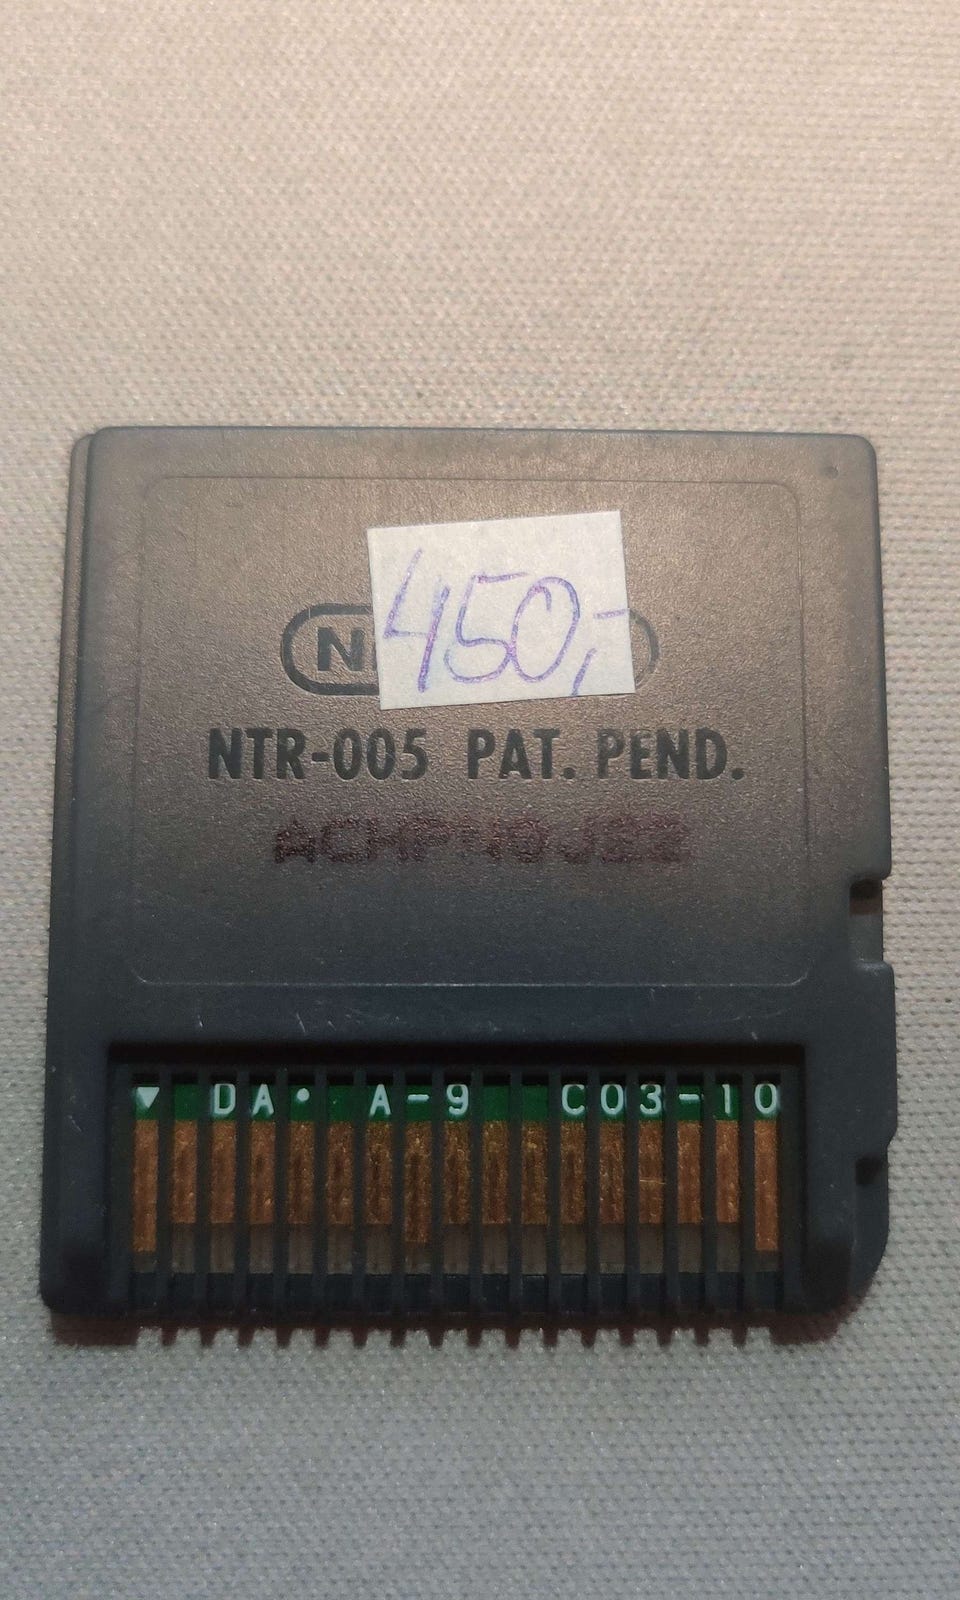 N
450,-
NTR-005 PAT. PEND.
DA• A-9 C03-10